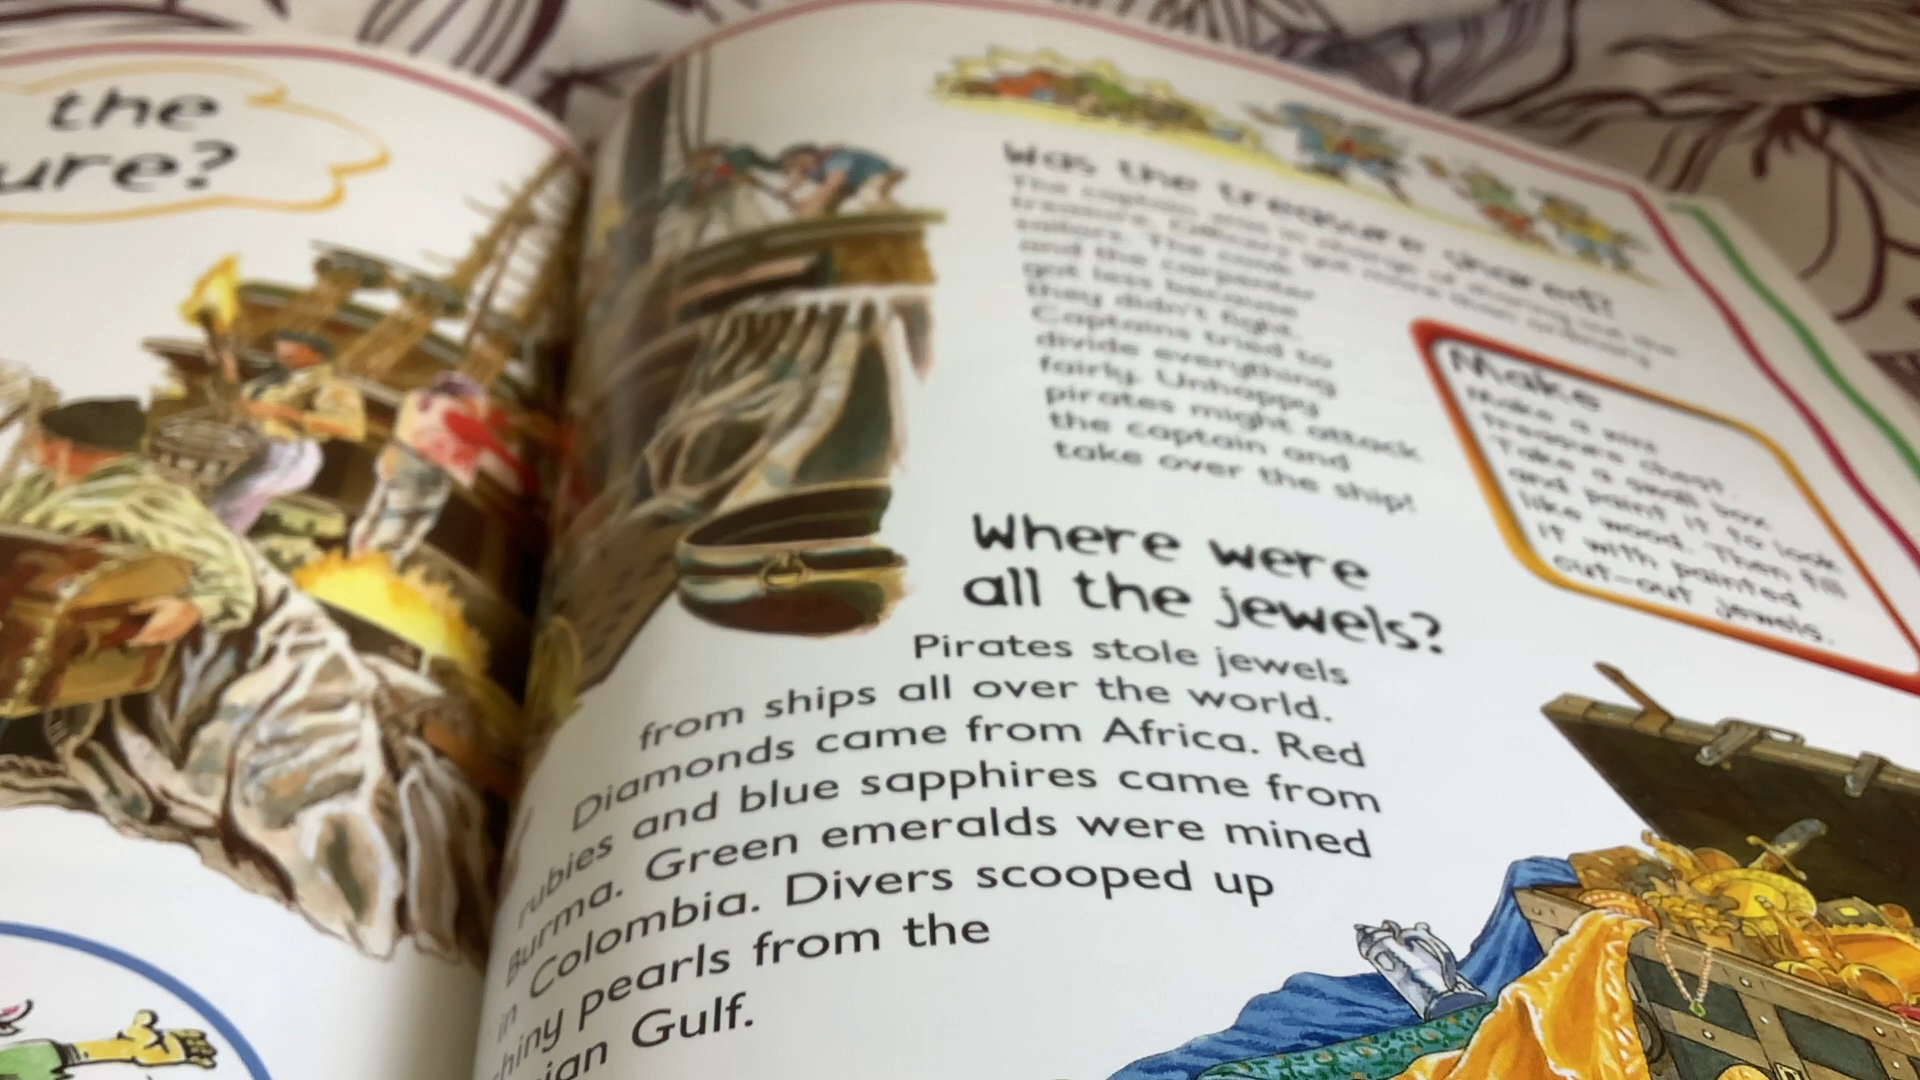 the
ure?
Was the treasure shared?
The captain was in charge of sharing out the
treasure. Officers got more than ordinary
sailors. The cook
and the carpenter
got less because
they didn't fight.
Captains tried to
divide everything
fairly. Unhappy
pirates might attack
the captain and
take over the ship!
Make
Make a mini
treasure chest.
Take a small box
and paint it to look
like wood. Then fill
it with painted
cut-out jewels.
Where were
all the jewels?
Pirates stole jewels
from ships all over the world.
Diamonds came from Africa. Red
rubies and blue sapphires came from
Burma. Green emeralds were mined
in Colombia. Divers scooped up
hiny pearls from the
ian Gulf.